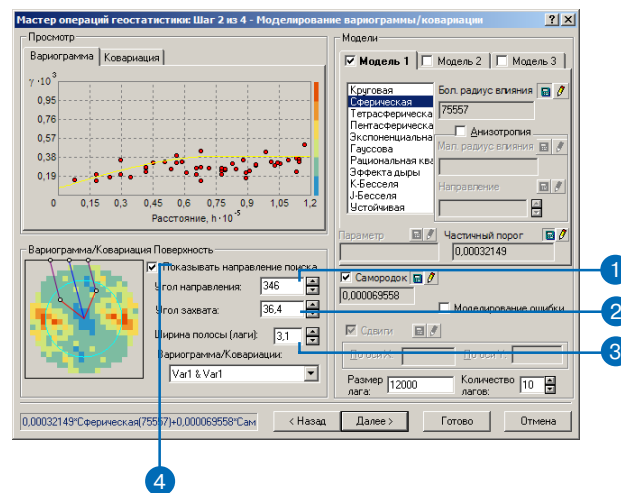 Мастер операций геостатистики: Шаг 2 из 4 - Моделирование вариограммы/ковариации
Просмотр
Вариограмма
Ковариация
γ·10 3
0,95
0,76
0,57
0,38
0,19
0
0,15
0,3
0,45
0,6
0,75
0,9
1,05
1,2
Расстояние, h·10 -5
Модели
Модель 1
Модель 2
Модель 3
Круговая
Сферическая
Тетрасферическа
Пентасферическа
Экспоненциальна
Гауссова
Рациональная ква
Эффекта дыры
K-Бесселя
J-Бесселя
Устойчивая
Бол. радиус влияния
75557
Анизотропия
Мал. радиус влияния
Направление
Параметр
Частичный порог
0,00032149
Вариограмма/Ковариация Поверхность
Показывать направление поиска
Угол направления:
346
Угол захвата:
36,4
Ширина полосы (лаги):
3,1
Вариограмма/Ковариации:
Var1 & Var1
Самородок
0,000069558
Моделирование ошибки
Сдвиги
По оси X:
По оси Y:
Размер лага:
12000
Количество лагов:
10
0,00032149*Сферическая(75557)+0,000069558*Сам
< Назад
Далее >
Готово
Отмена
1
2
3
4